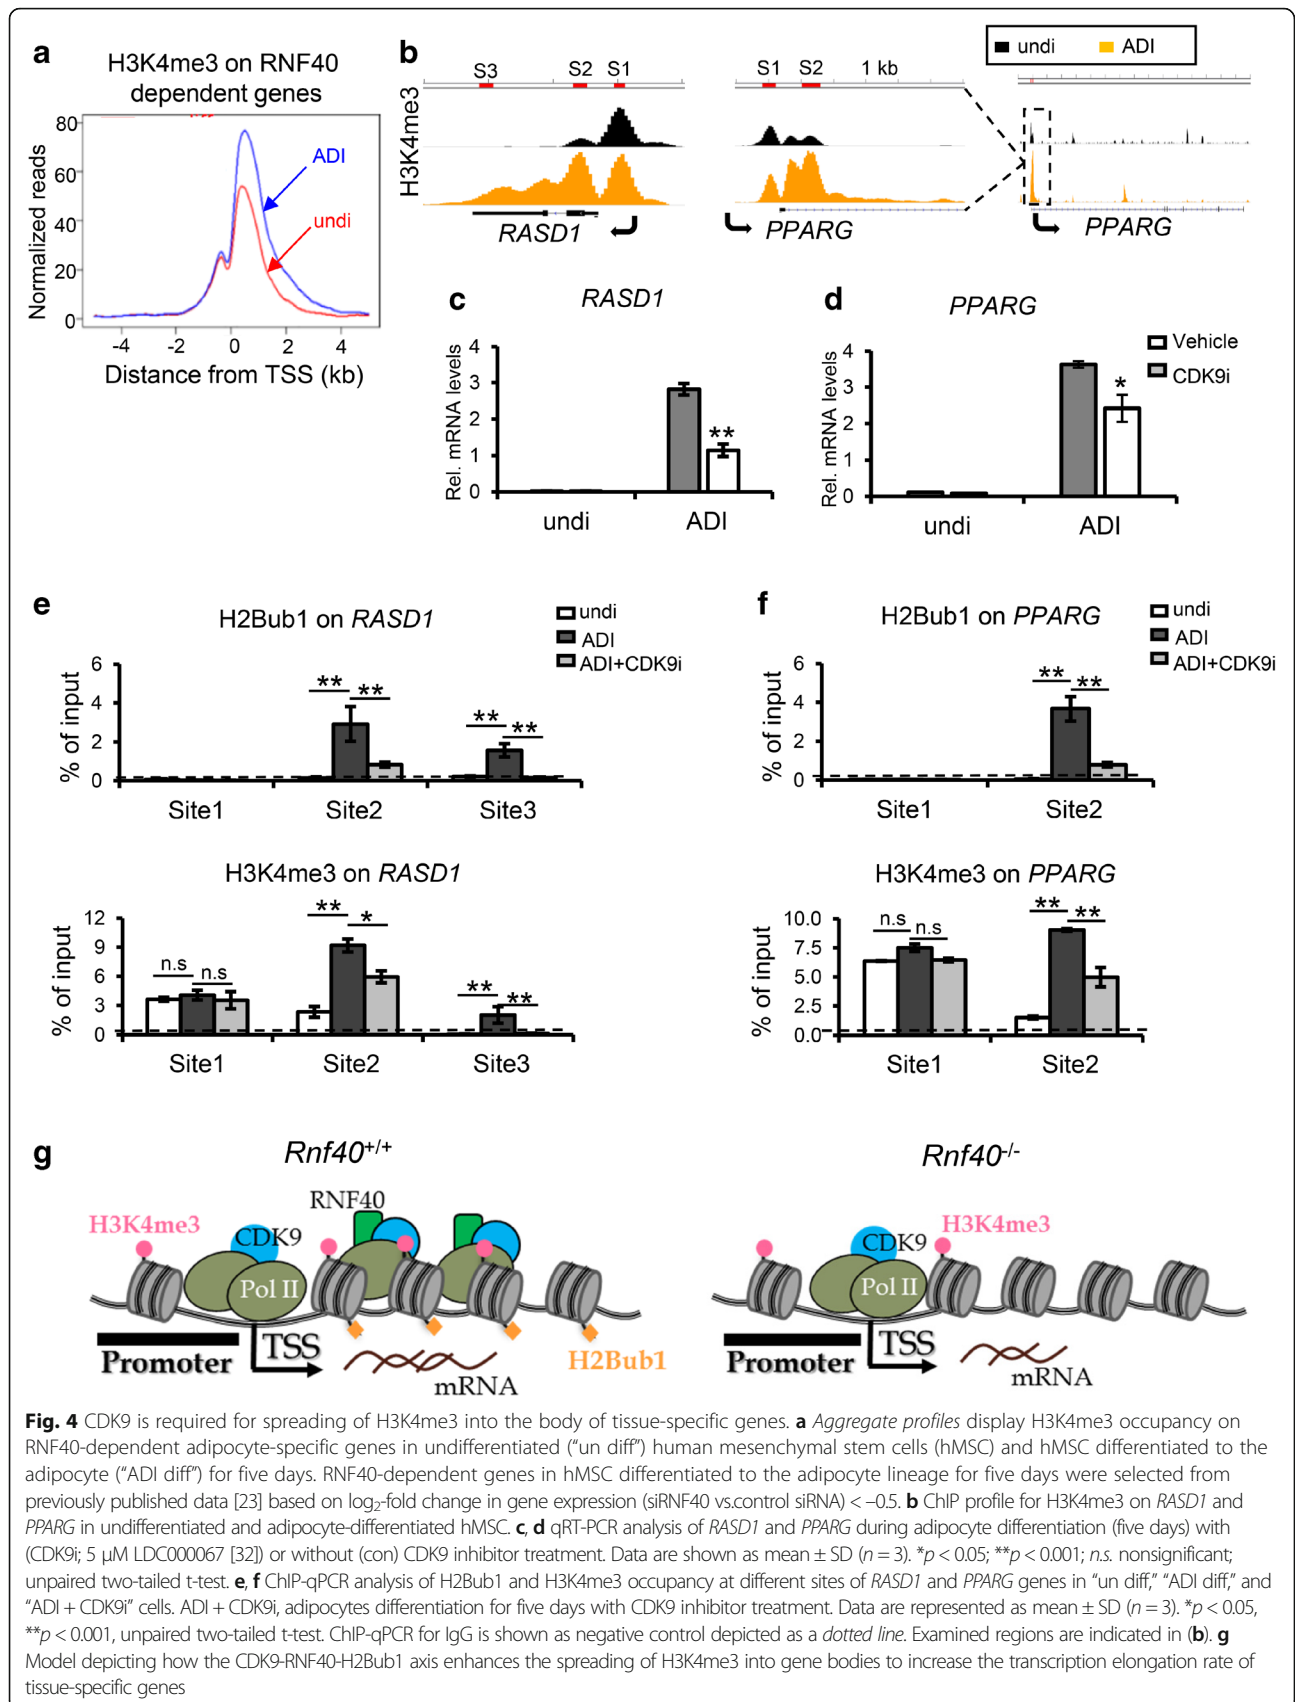 a
H3K4me3 on RNF40
dependent genes
Normalized reads
80
60
40
20
0
ADI
undi
-4 -2 0 2 4
Distance from TSS (kb)
b
undi ADI
H3K4me3
S3 S2 S1
S1 S2 1 kb
RASD1
PPARG
PPARG
c
RASD1
Rel. mRNA levels
4
3
2
1
0
**
undi ADI
d
PPARG
Vehicle
CDK9i
Rel. mRNA levels
4
3
2
1
0
*
undi ADI
e
H2Bub1 on RASD1
undi
ADI
ADI+CDK9i
% of input
6
4
2
0
** **
** **
Site1 Site2 Site3
H3K4me3 on RASD1
% of input
12
9
6
3
0
n.s n.s
** *
** **
Site1 Site2 Site3
f
H2Bub1 on PPARG
undi
ADI
ADI+CDK9i
% of input
6
4
2
0
** **
Site1 Site2
H3K4me3 on PPARG
% of input
10.0
7.5
5.0
2.5
0.0
n.s n.s
** **
Site1 Site2
g
Rnf40+/+
RNF40
H3K4me3
CDK9
Pol II
TSS
Promoter
mRNA
H2Bub1
Rnf40-/-
H3K4me3
CDK9
Pol II
TSS
Promoter
mRNA
Fig. 4 CDK9 is required for spreading of H3K4me3 into the body of tissue-specific genes. a Aggregate profiles display H3K4me3 occupancy on
RNF40-dependent adipocyte-specific genes in undifferentiated (“un diff”) human mesenchymal stem cells (hMSC) and hMSC differentiated to the
adipocyte (“ADI diff”) for five days. RNF40-dependent genes in hMSC differentiated to the adipocyte lineage for five days were selected from
previously published data [23] based on log2-fold change in gene expression (siRNF40 vs.control siRNA) < −0.5. b ChIP profile for H3K4me3 on RASD1 and
PPARG in undifferentiated and adipocyte-differentiated hMSC. c, d qRT-PCR analysis of RASD1 and PPARG during adipocyte differentiation (five days) with
(CDK9i; 5 μM LDC000067 [32]) or without (con) CDK9 inhibitor treatment. Data are shown as mean ± SD (n = 3). *p < 0.05; **p < 0.001; n.s. nonsignificant;
unpaired two-tailed t-test. e, f ChIP-qPCR analysis of H2Bub1 and H3K4me3 occupancy at different sites of RASD1 and PPARG genes in “un diff,” “ADI diff,” and
“ADI + CDK9i” cells. ADI + CDK9i, adipocytes differentiation for five days with CDK9 inhibitor treatment. Data are represented as mean ± SD (n = 3). *p < 0.05,
**p < 0.001, unpaired two-tailed t-test. ChIP-qPCR for IgG is shown as negative control depicted as a dotted line. Examined regions are indicated in (b). g
Model depicting how the CDK9-RNF40-H2Bub1 axis enhances the spreading of H3K4me3 into gene bodies to increase the transcription elongation rate of
tissue-specific genes